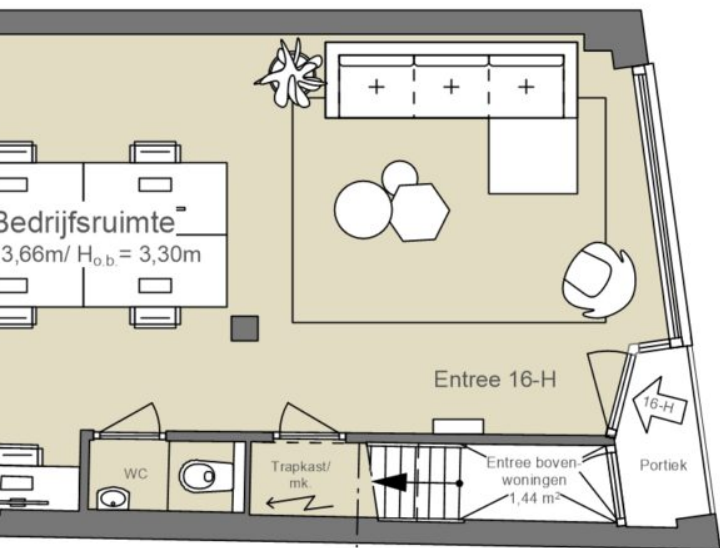 Bedrijfsruimte
3,66m/ Ho.b.= 3,30m
Entree 16-H
16-H
WC
Trapkast/
mk.
Entree boven-
woningen
1,44 m²
Portiek